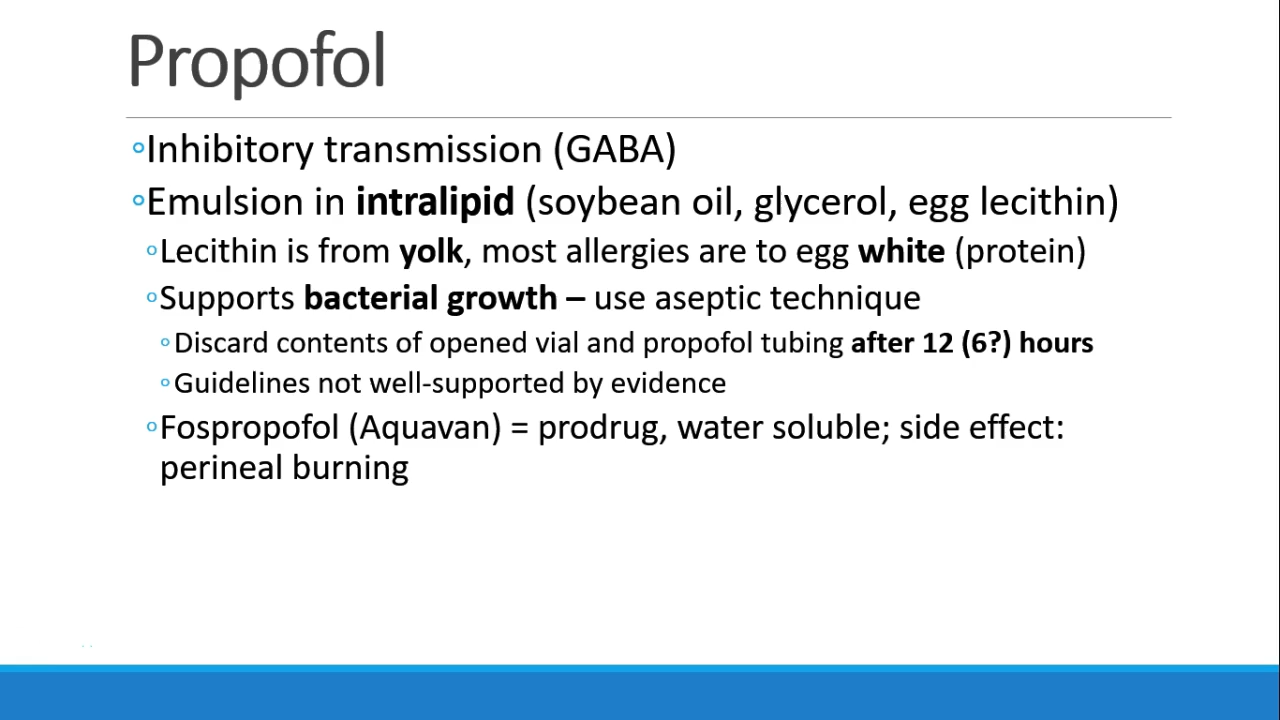 Propofol
Inhibitory transmission (GABA)
Emulsion in intralipid (soybean oil, glycerol, egg lecithin)
Lecithin is from yolk, most allergies are to egg white (protein)
Supports bacterial growth – use aseptic technique
Discard contents of opened vial and propofol tubing after 12 (6?) hours
Guidelines not well-supported by evidence
Fospropofol (Aquavan) = prodrug, water soluble; side effect:
perineal burning